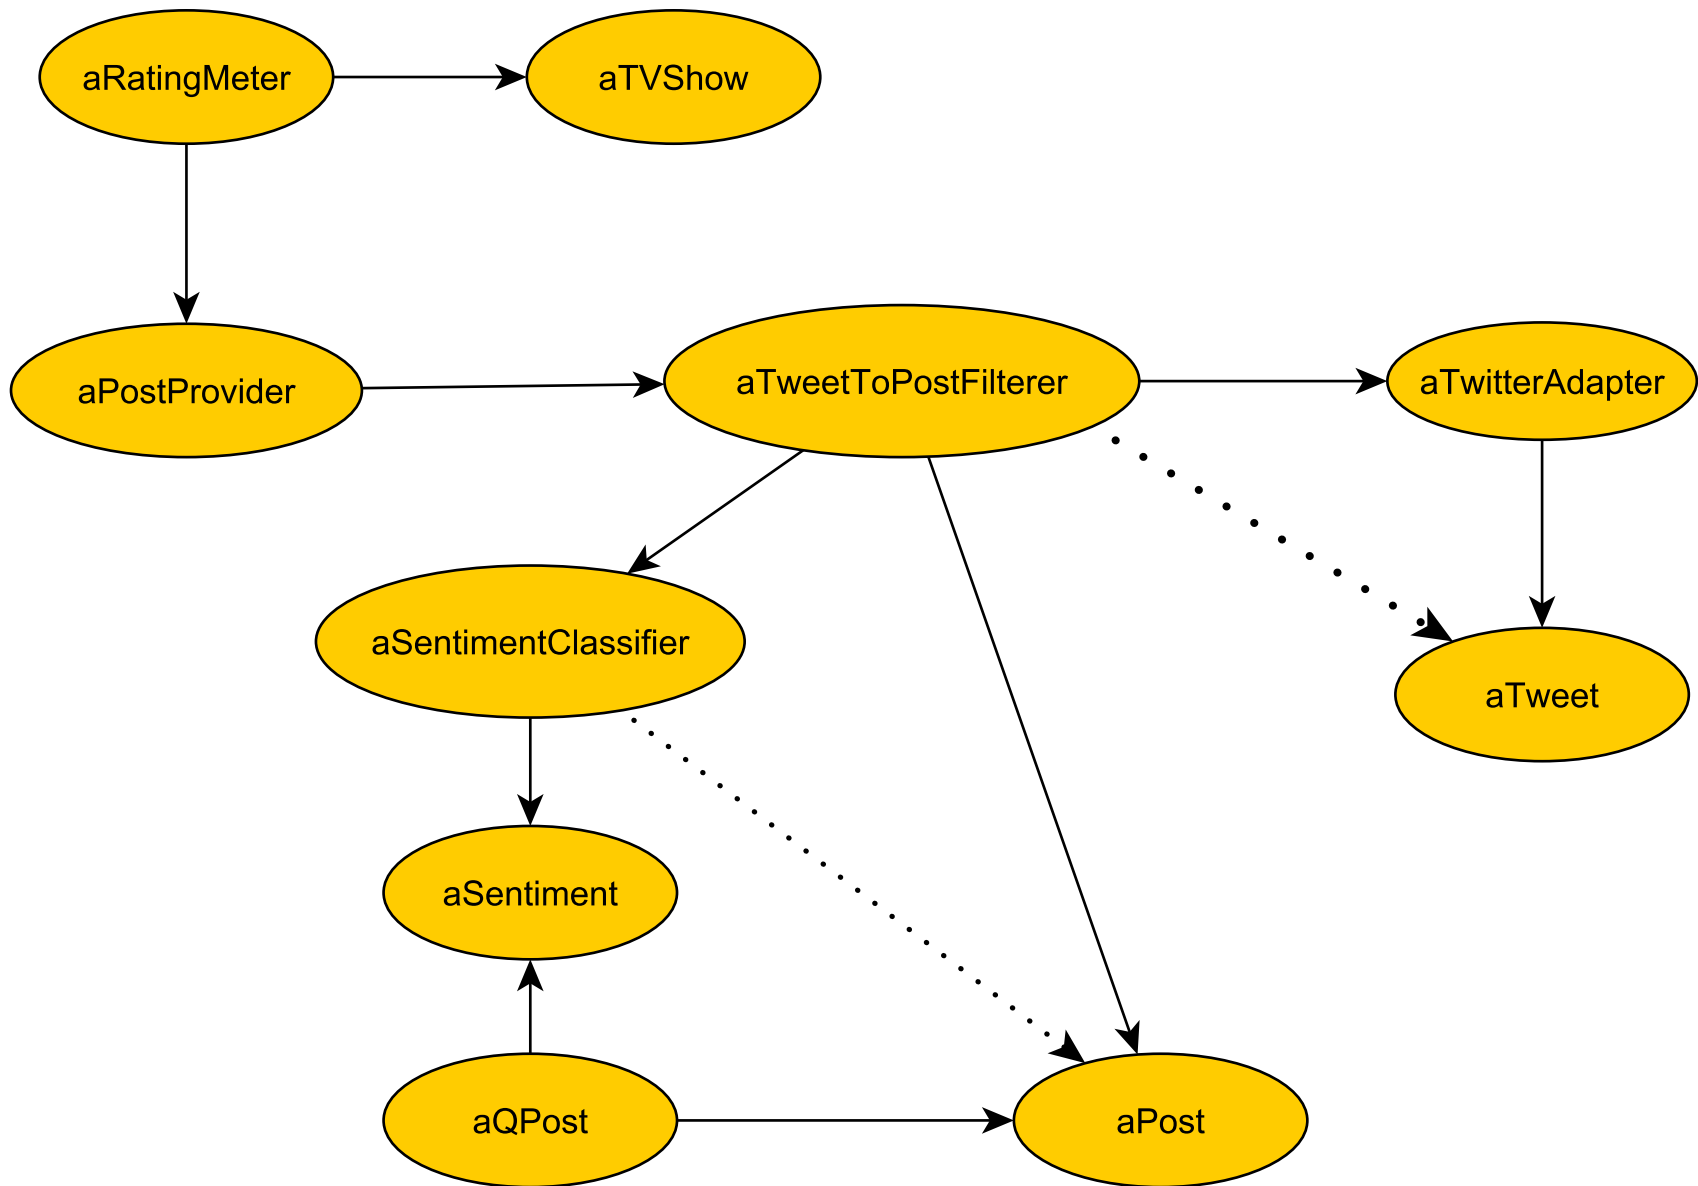 aRatingMeter
aTVShow
aPostProvider
aTweetToPostFilterer
aTwitterAdapter
aSentimentClassifier
aTweet
aSentiment
aQPost
aPost